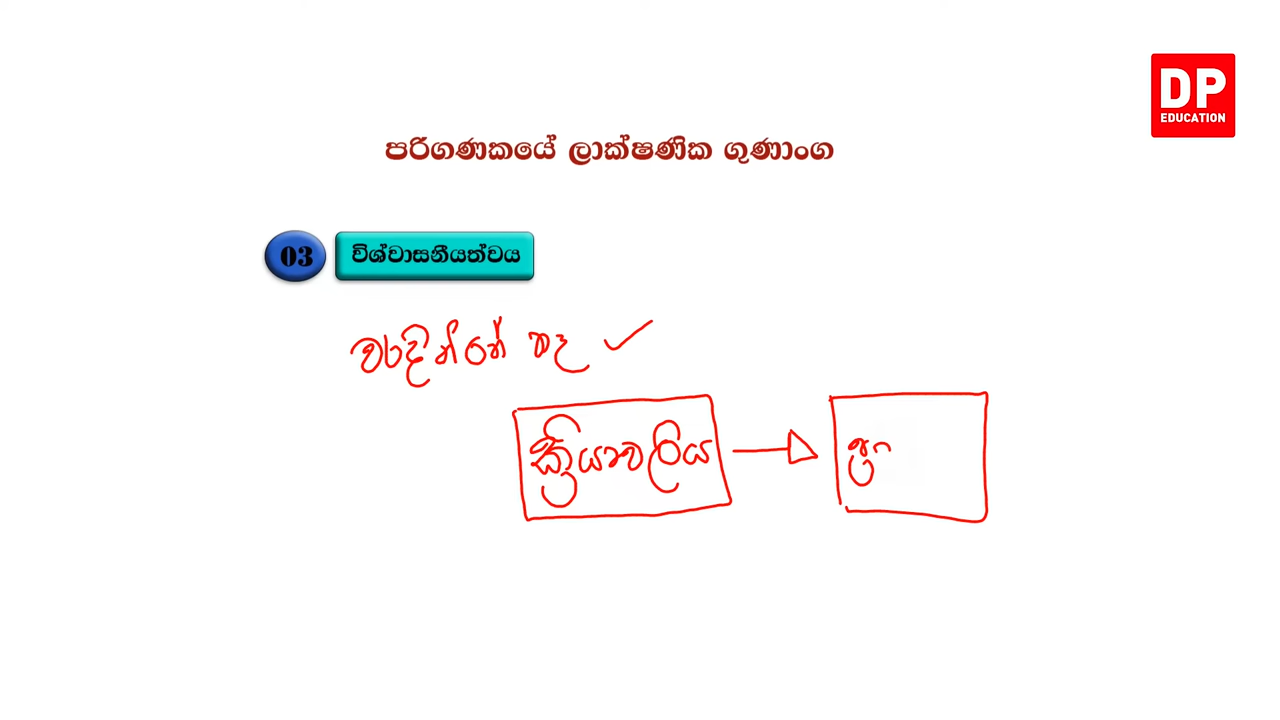 DP
EDUCATION
පරිගණකයේ ලාක්ෂණික ගුණාංග
03 විශ්වාසනීයත්වය
වරදින්නේ නෑ
ක්‍රියාවලිය